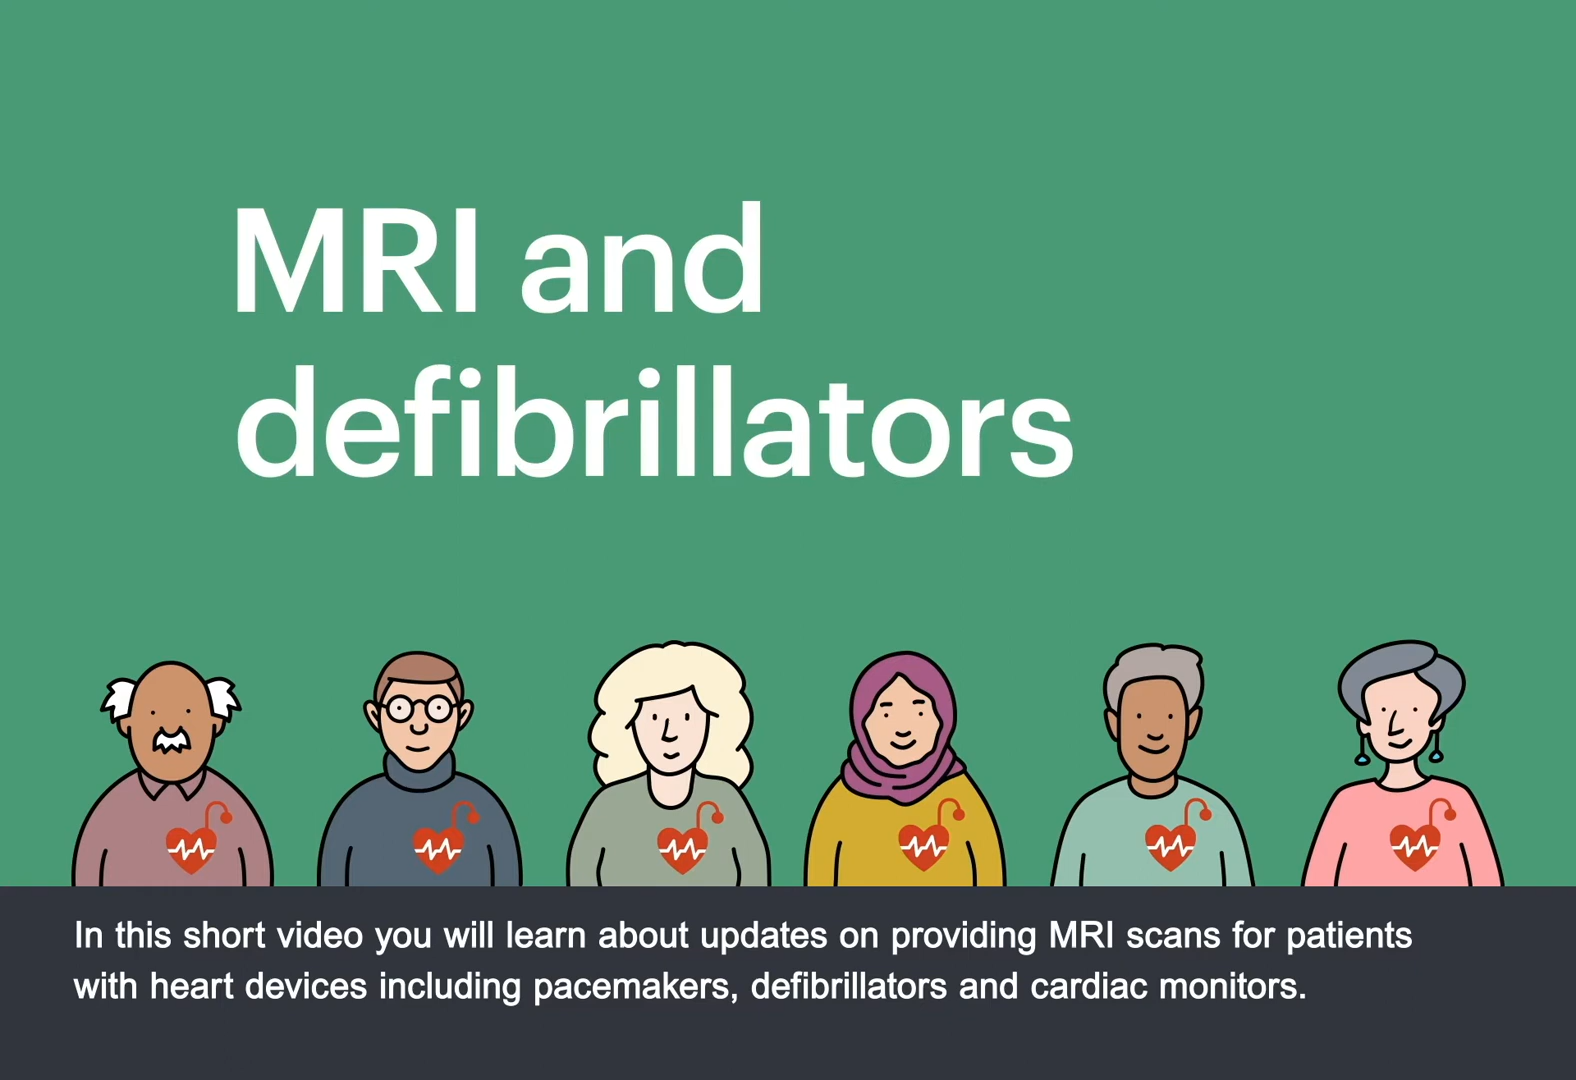 MRI and
defibrillators
In this short video you will learn about updates on providing MRI scans for patients
with heart devices including pacemakers, defibrillators and cardiac monitors.